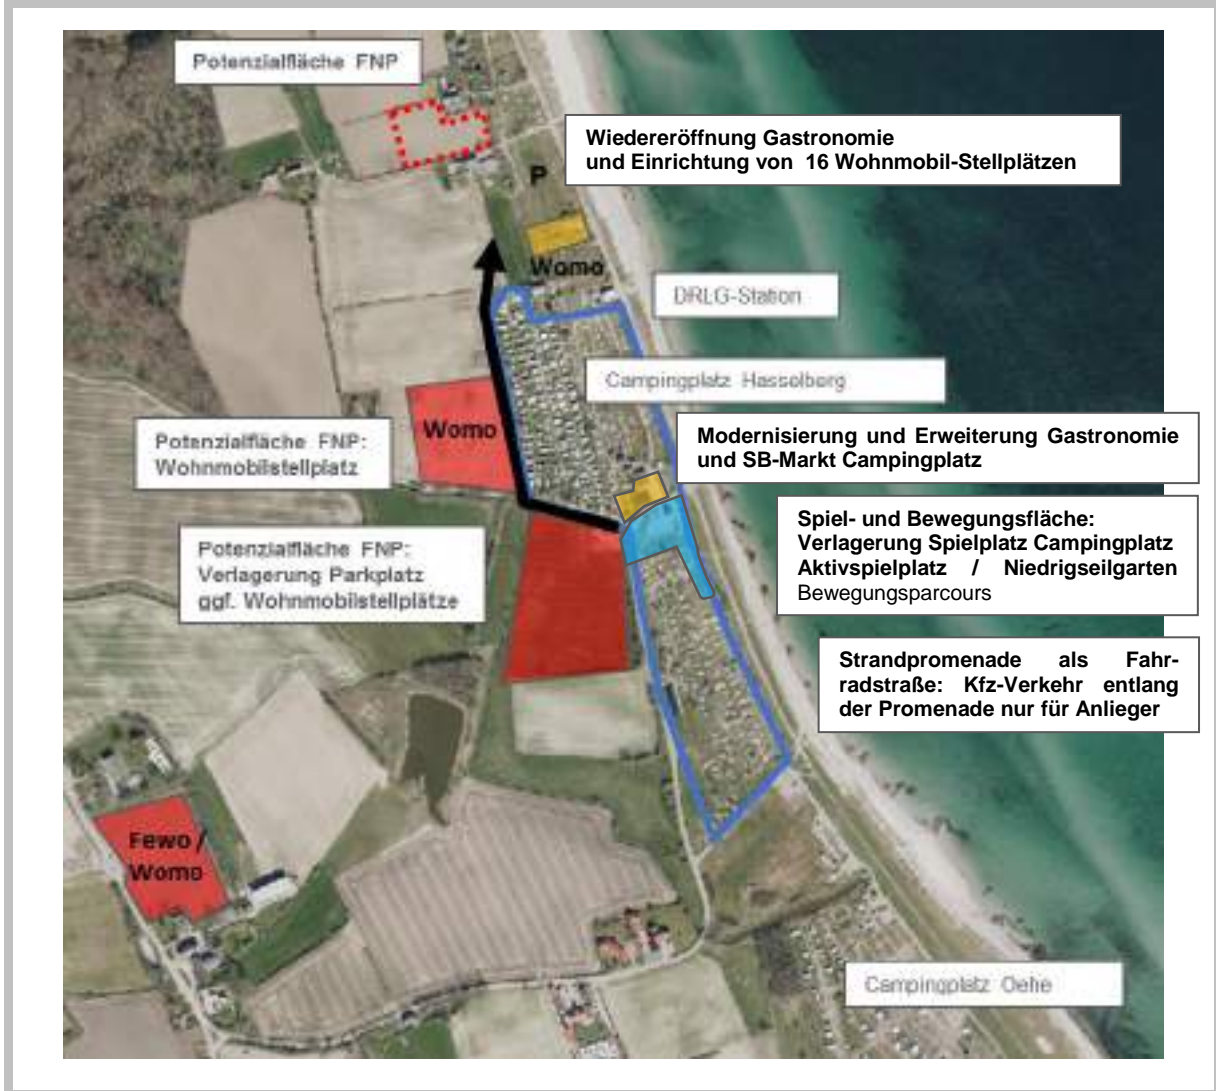 Potenzialfläche FNP
Wiedereröffnung Gastronomie
und Einrichtung von 16 Wohnmobil-Stellplätzen
P
Womo
DRLG-Station
Campingplatz Hasselberg
Womo
Potenzialfläche FNP:
Wohnmobilstellplatz
Modernisierung und Erweiterung Gastronomie
und SB-Markt Campingplatz
Potenzialfläche FNP:
Verlagerung Parkplatz
ggf. Wohnmobilstellplätze
Spiel- und Bewegungsfläche:
Verlagerung Spielplatz Campingplatz
Aktivspielplatz / Niedrigseilgarten
Bewegungsparcours
Strandpromenade als Fahr-
radstraße: Kfz-Verkehr entlang
der Promenade nur für Anlieger
Fewo /
Womo
Campingplatz Oehe